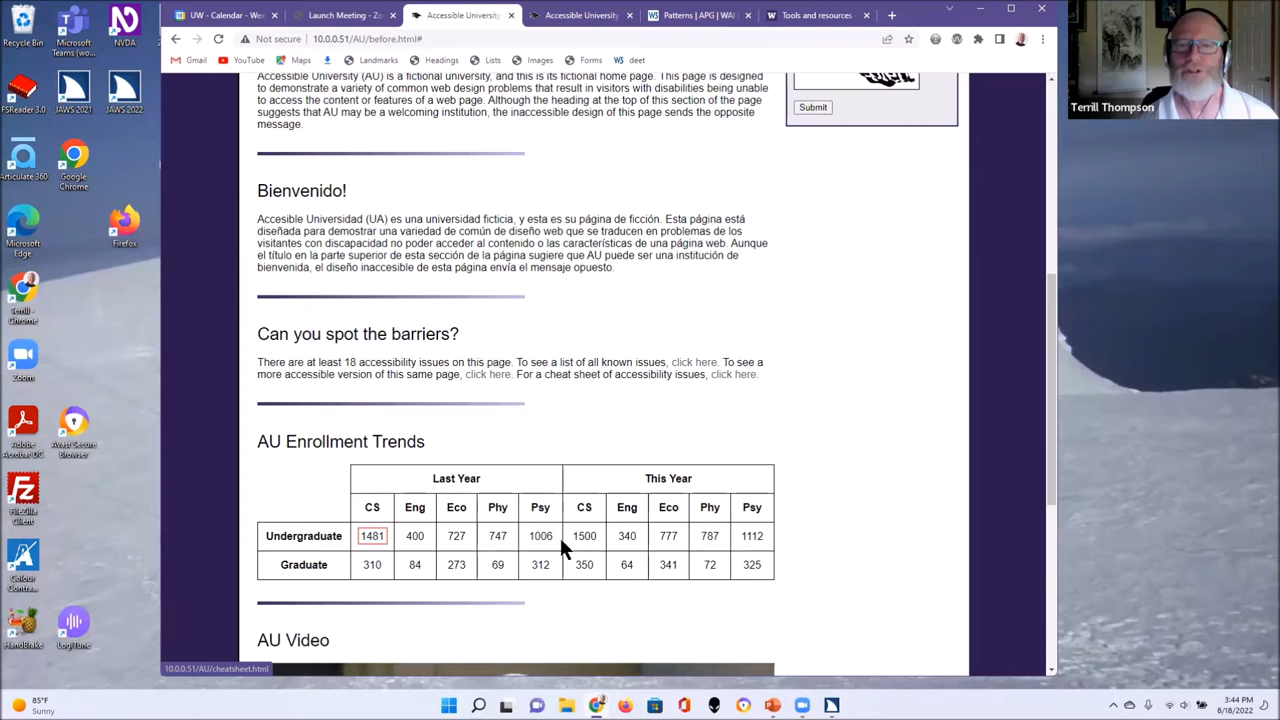 UW - Calendar - We
Launch Meeting - Zo
Accessible University
Accessible University
Patterns | APG | WAI |
Tools and resources -
Not secure
10.0.0.51/AU/before.html#
Gmail
YouTube
Maps
Landmarks
Headings
Lists
Images
Forms
deet
Recycle Bin
Microsoft Teams (wo...
NVDA
FSReader 3.0
JAWS 2021
JAWS 2022
Articulate 360
Google Chrome
Microsoft Edge
Firefox
Terrill - Chrome
Zoom
Adobe Acrobat DC
Avast Secure Browser
FileZilla Client
Colour Contra...
HandBrake
LogiTune
Accessible University (AU) is a fictional university, and this is its fictional home page. This page is designed
to demonstrate a variety of common web design problems that result in visitors with disabilities being unable
to access the content or features of a web page. Although the heading at the top of this section of the page
suggests that AU may be a welcoming institution, the inaccessible design of this page sends the opposite
message.
Submit
Terrill Thompson
Bienvenido!
Accesible Universidad (UA) es una universidad ficticia, y esta es su página de ficción. Esta página está
diseñada para demostrar una variedad de común de diseño web que se traducen en problemas de los
visitantes con discapacidad no poder acceder al contenido o las características de una página web. Aunque
el título en la parte superior de esta sección de la página sugiere que AU puede ser una institución de
bienvenida, el diseño inaccesible de esta página envía el mensaje opuesto.
Can you spot the barriers?
There are at least 18 accessibility issues on this page. To see a list of all known issues, click here. To see a
more accessible version of this same page, click here. For a cheat sheet of accessibility issues, click here.
AU Enrollment Trends
Last Year This Year
CS Eng Eco Phy Psy CS Eng Eco Phy Psy
Undergraduate 1481 400 727 747 1006 1500 340 777 787 1112
Graduate 310 84 273 69 312 350 64 341 72 325
AU Video
10.0.0.51/AU/cheatsheet.html
85°F
Sunny
3:44 PM
8/18/2022